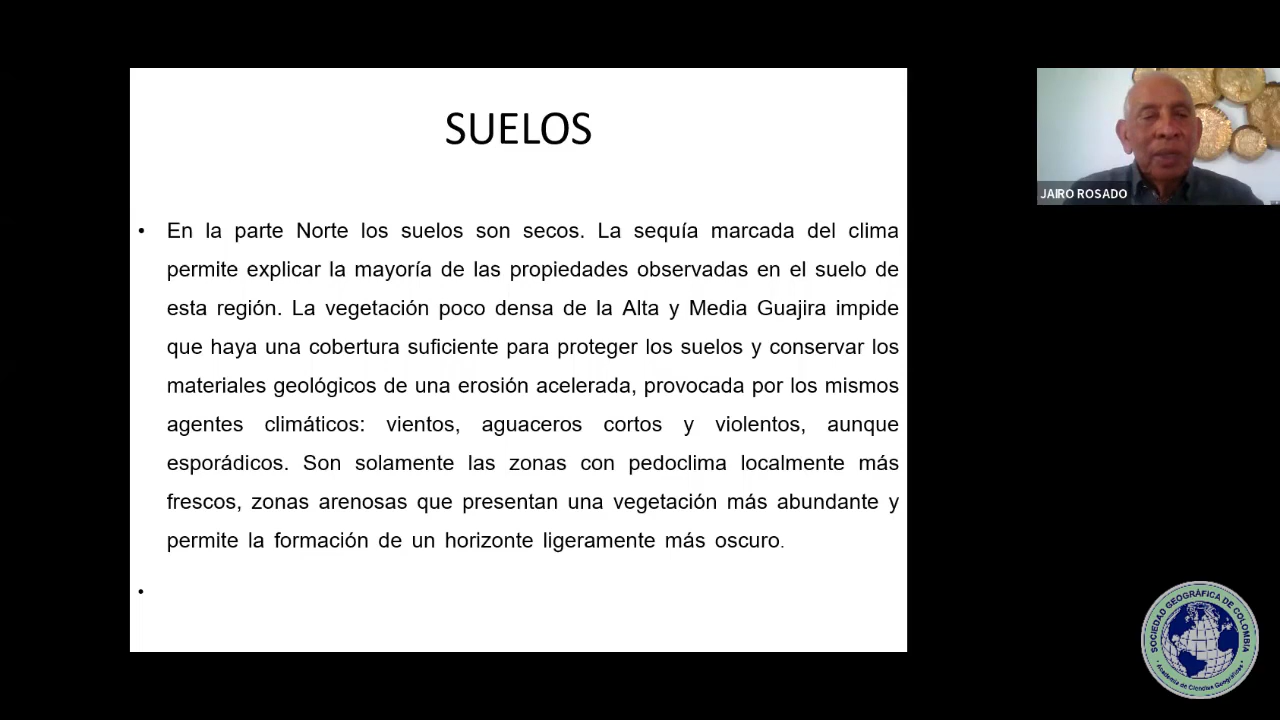 SUELOS
• En la parte Norte los suelos son secos. La sequía marcada del clima
permite explicar la mayoría de las propiedades observadas en el suelo de
esta región. La vegetación poco densa de la Alta y Media Guajira impide
que haya una cobertura suficiente para proteger los suelos y conservar los
materiales geológicos de una erosión acelerada, provocada por los mismos
agentes climáticos: vientos, aguaceros cortos y violentos, aunque
esporádicos. Son solamente las zonas con pedoclima localmente más
frescos, zonas arenosas que presentan una vegetación más abundante y
permite la formación de un horizonte ligeramente más oscuro.
•
JAIRO ROSADO
SOCIEDAD GEOGRÁFICA DE COLOMBIA
Academia de Ciencias Geográficas